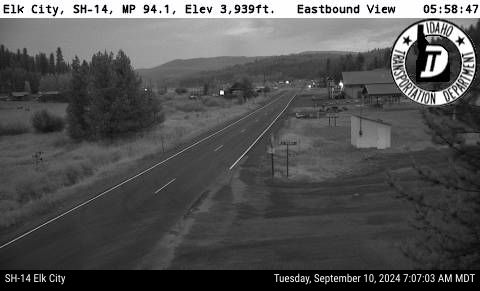 Elk City, SH-14, MP 94.1, Elev 3,939ft. Eastbound View 05:58:47
IDAHO
TRANSPORTATION DEPARTMENT
SH-14 Elk City Tuesday, September 10, 2024 7:07:03 AM MDT